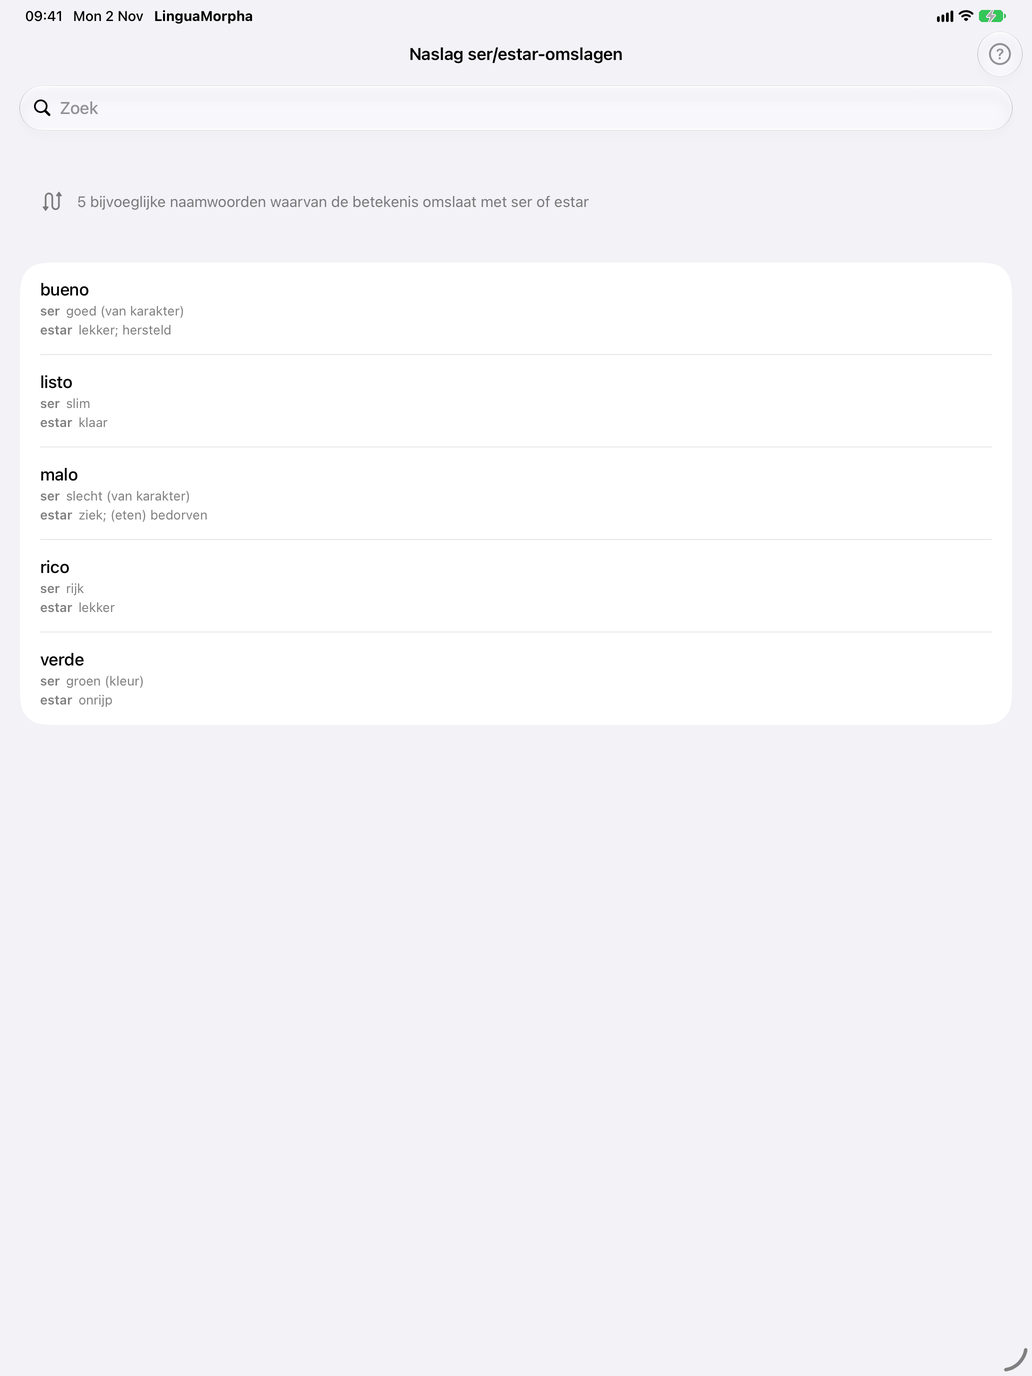 09:41 Mon 2 Nov LinguaMorpha
Naslag ser/estar-omslagen
Zoek
5 bijvoeglijke naamwoorden waarvan de betekenis omslaat met ser of estar
bueno
ser goed (van karakter)
estar lekker; hersteld
listo
ser slim
estar klaar
malo
ser slecht (van karakter)
estar ziek; (eten) bedorven
rico
ser rijk
estar lekker
verde
ser groen (kleur)
estar onrijp